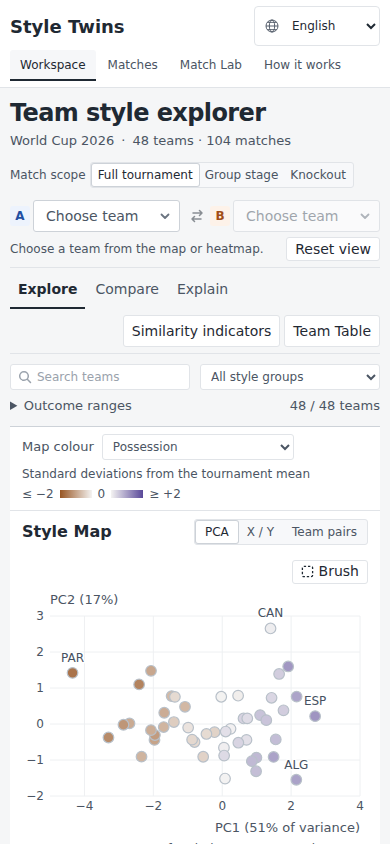 Style Twins
English
Workspace Matches Match Lab How it works
Team style explorer
World Cup 2026 · 48 teams · 104 matches
Match scope Full tournament Group stage Knockout
A Choose team B Choose team
Choose a team from the map or heatmap. Reset view
Explore Compare Explain
Similarity indicators Team Table
Search teams All style groups
Outcome ranges 48 / 48 teams
Map colour Possession
Standard deviations from the tournament mean
≤ −2 0 ≥ +2
Style Map PCA X / Y Team pairs
Brush
PC2 (17%)
3
CAN
2
PAR
1
ESP
0
−1
ALG
−2
−4 −2 0 2 4
PC1 (51% of variance)